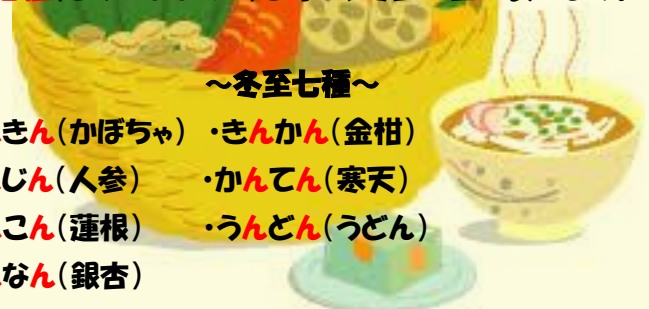 ～冬至七種～
きん(かぼちゃ) ・きんかん(金柑)
じん(人参) ・かんてん(寒天)
こん(蓮根) ・うんどん(うどん)
なん(銀杏)